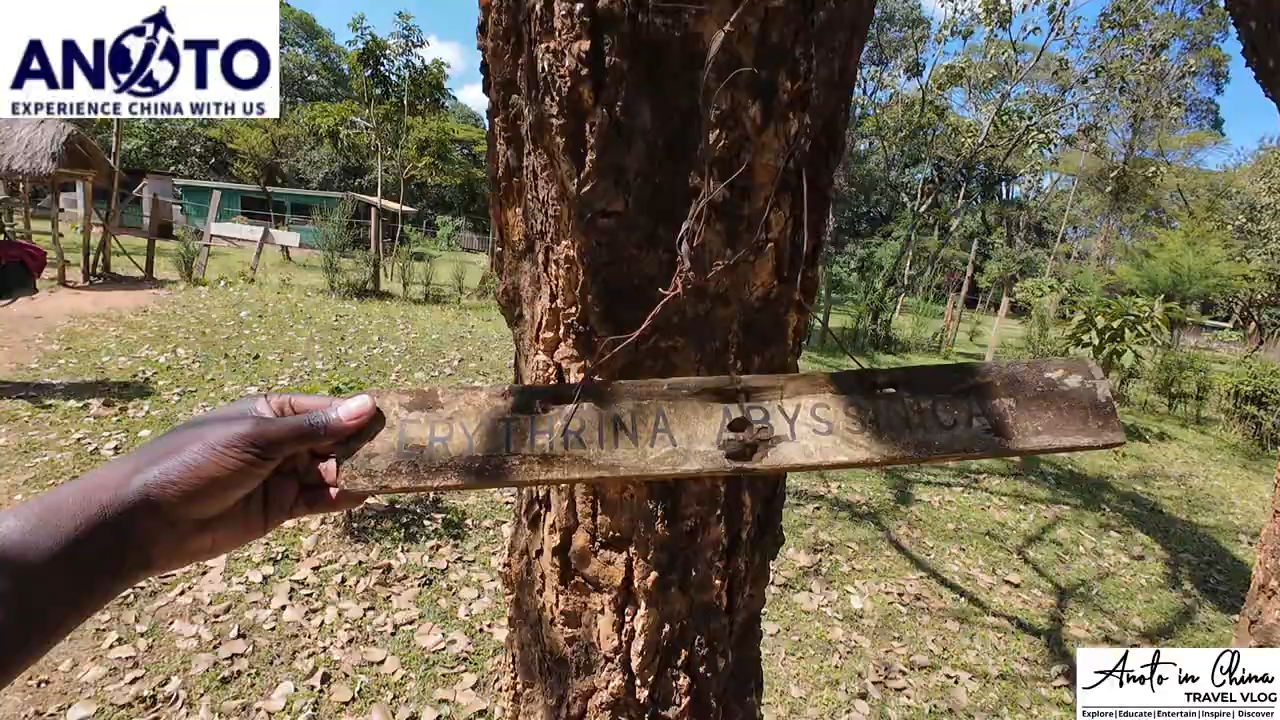 ANOTO
EXPERIENCE CHINA WITH US
ERYTHRINA ABYSSINICA
Anoto in China
TRAVEL VLOG
Explore|Educate|Entertain|Inspire| Discover